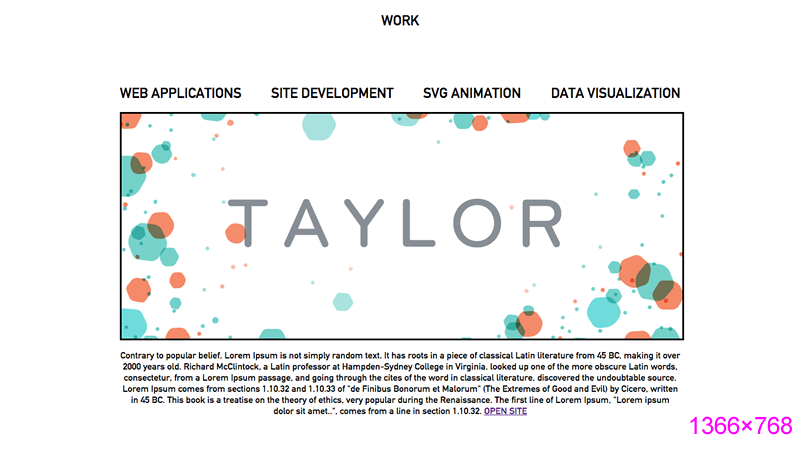 WORK
WEB APPLICATIONS SITE DEVELOPMENT SVG ANIMATION DATA VISUALIZATION
TAYLOR
Contrary to popular belief, Lorem Ipsum is not simply random text. It has roots in a piece of classical Latin literature from 45 BC, making it over
2000 years old. Richard McClintock, a Latin professor at Hampden-Sydney College in Virginia, looked up one of the more obscure Latin words,
consectetur, from a Lorem Ipsum passage, and going through the cites of the word in classical literature, discovered the undoubtable source.
Lorem Ipsum comes from sections 1.10.32 and 1.10.33 of "de Finibus Bonorum et Malorum" (The Extremes of Good and Evil) by Cicero, written
in 45 BC. This book is a treatise on the theory of ethics, very popular during the Renaissance. The first line of Lorem Ipsum, "Lorem ipsum
dolor sit amet..", comes from a line in section 1.10.32. OPEN SITE
1366×768